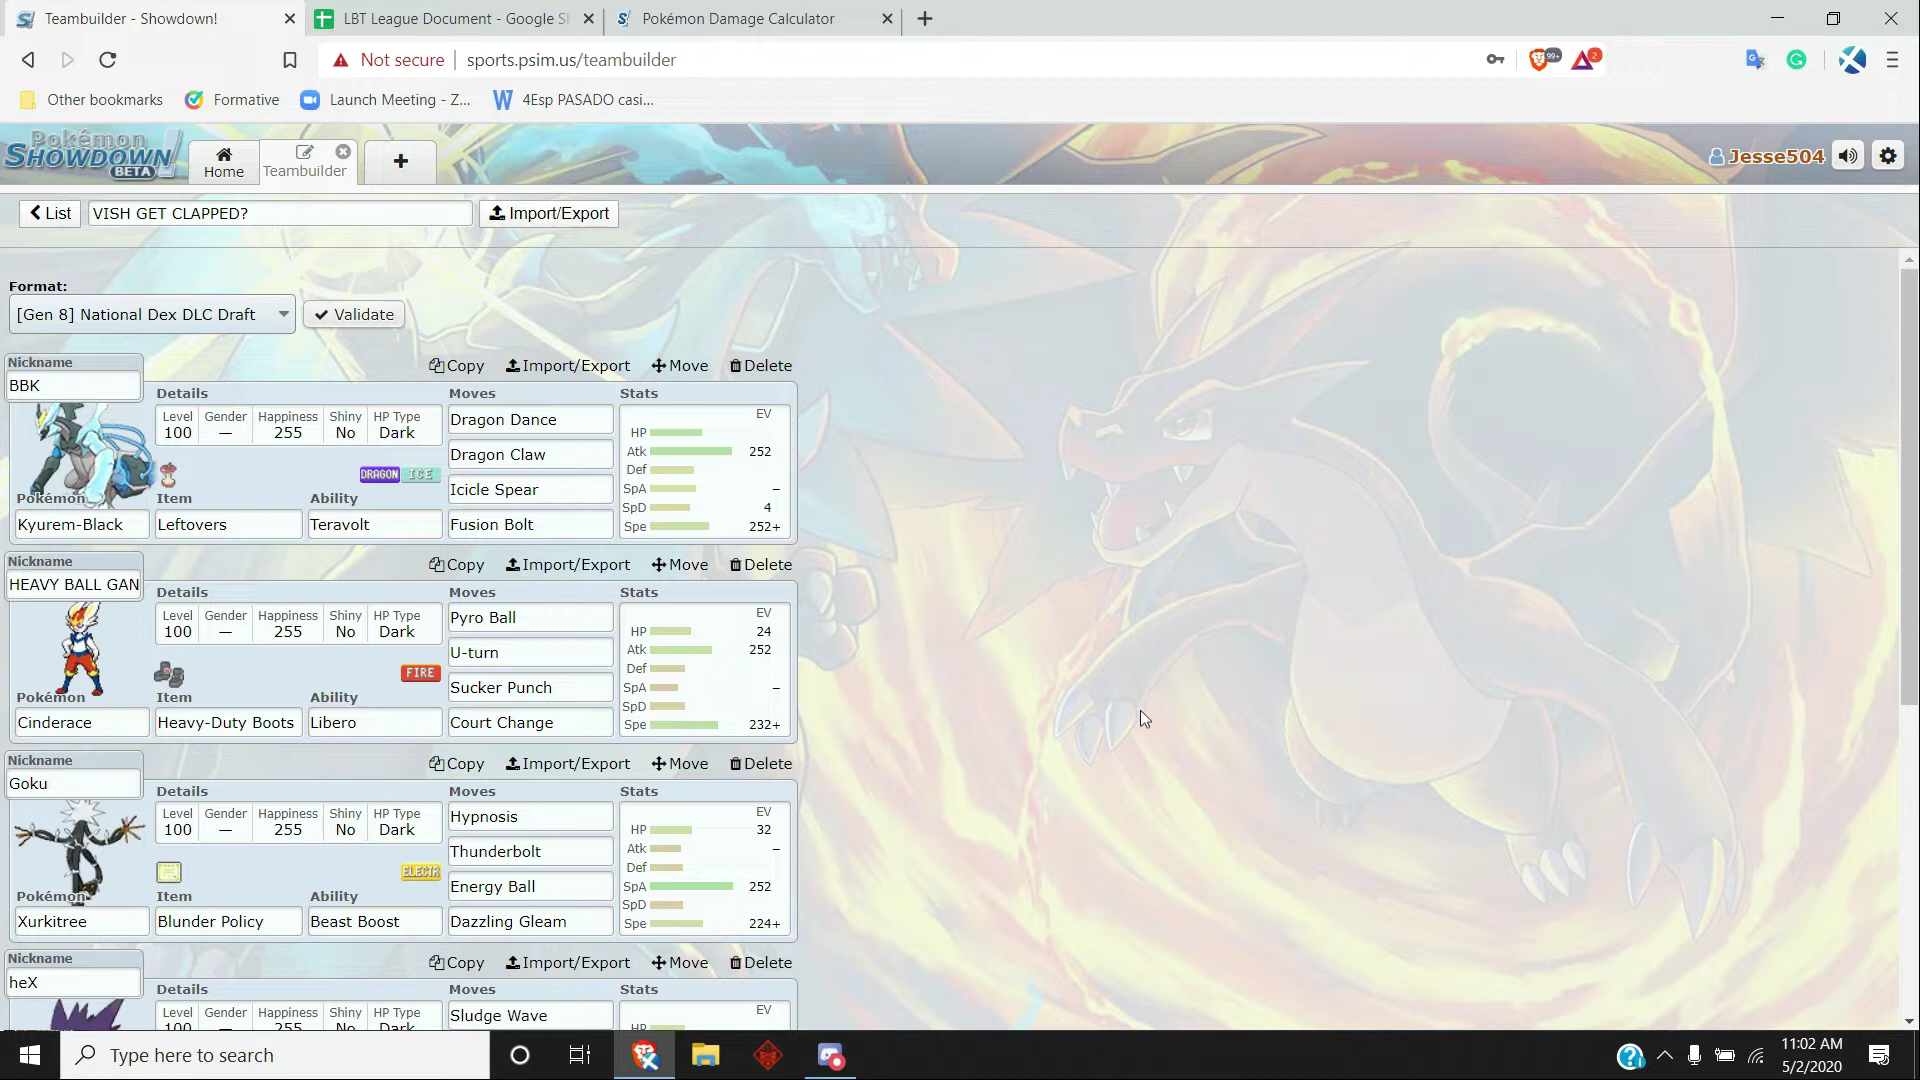 Teambuilder - Showdown!
LBT League Document - Google S
Pokémon Damage Calculator
Not secure
sports.psim.us/teambuilder
99+
2
Other bookmarks
Formative
Launch Meeting - Z...
4Esp PASADO casi...
Pokémon
SHOWDOWN!
BETA
Home
Teambuilder
Jesse504
List
VISH GET CLAPPED?
Import/Export
Format:
[Gen 8] National Dex DLC Draft
Validate
Nickname
BBK
Copy
Import/Export
Move
Delete
Details
Moves
Stats
Level
100
Gender
—
Happiness
255
Shiny
No
HP Type
Dark
DRAGON
ICE
Pokémon
Kyurem-Black
Item
Leftovers
Ability
Teravolt
Dragon Dance
Dragon Claw
Icicle Spear
Fusion Bolt
EV
HP
Atk 252
Def
SpA –
SpD 4
Spe 252+
Nickname
HEAVY BALL GAN
Copy
Import/Export
Move
Delete
Details
Moves
Stats
Level
100
Gender
—
Happiness
255
Shiny
No
HP Type
Dark
FIRE
Pokémon
Cinderace
Item
Heavy-Duty Boots
Ability
Libero
Pyro Ball
U-turn
Sucker Punch
Court Change
EV
HP 24
Atk 252
Def
SpA –
SpD
Spe 232+
Nickname
Goku
Copy
Import/Export
Move
Delete
Details
Moves
Stats
Level
100
Gender
—
Happiness
255
Shiny
No
HP Type
Dark
ELECTR
Pokémon
Xurkitree
Item
Blunder Policy
Ability
Beast Boost
Hypnosis
Thunderbolt
Energy Ball
Dazzling Gleam
EV
HP 32
Atk –
Def
SpA 252
SpD
Spe 224+
Nickname
heX
Copy
Import/Export
Move
Delete
Details
Moves
Stats
Level
100
Gender
—
Happiness
255
Shiny
No
HP Type
Dark
Sludge Wave
EV
HP
Type here to search
11:02 AM
5/2/2020